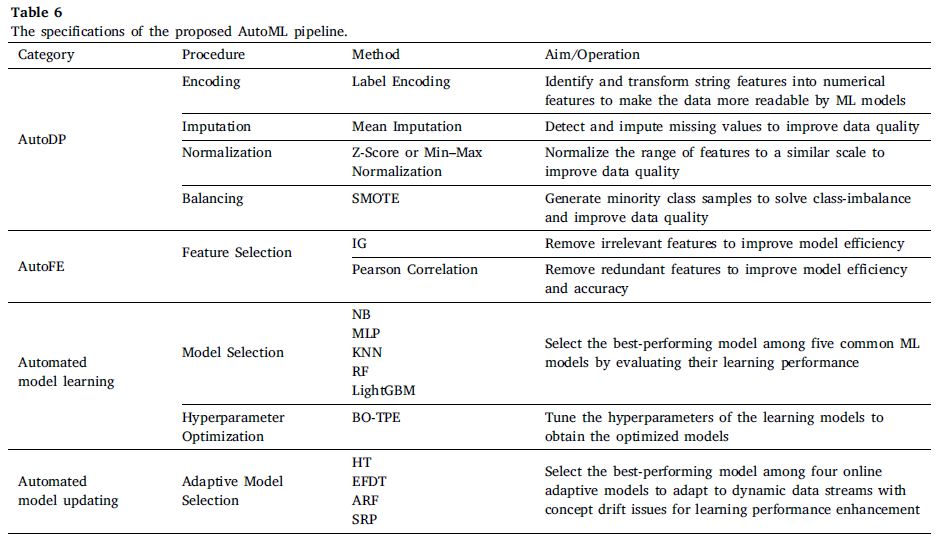 Table 6
The specifications of the proposed AutoML pipeline.
Category Procedure Method Aim/Operation
AutoDP
Encoding Label Encoding Identify and transform string features into numerical
features to make the data more readable by ML models
Imputation Mean Imputation Detect and impute missing values to improve data quality
Normalization Z-Score or Min–Max Normalize the range of features to a similar scale to
Normalization improve data quality
Balancing SMOTE Generate minority class samples to solve class-imbalance
and improve data quality
AutoFE
Feature Selection
IG Remove irrelevant features to improve model efficiency
Pearson Correlation Remove redundant features to improve model efficiency
and accuracy
Automated
model learning
Model Selection
NB
MLP
KNN
RF
LightGBM
Select the best-performing model among five common ML
models by evaluating their learning performance
Hyperparameter BO-TPE Tune the hyperparameters of the learning models to
Optimization obtain the optimized models
Automated
model updating
Adaptive Model
Selection
HT
EFDT
ARF
SRP
Select the best-performing model among four online
adaptive models to adapt to dynamic data streams with
concept drift issues for learning performance enhancement